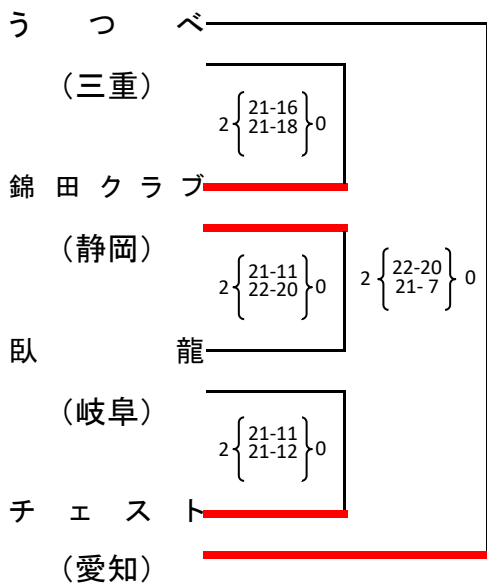 うつべ
（三重）
2 21-16 0
21-18
錦田クラブ
（静岡）
2 21-11 0
22-20
2 22-20 0
21- 7
臥龍
（岐阜）
2 21-11 0
21-12
チェスト
（愛知）